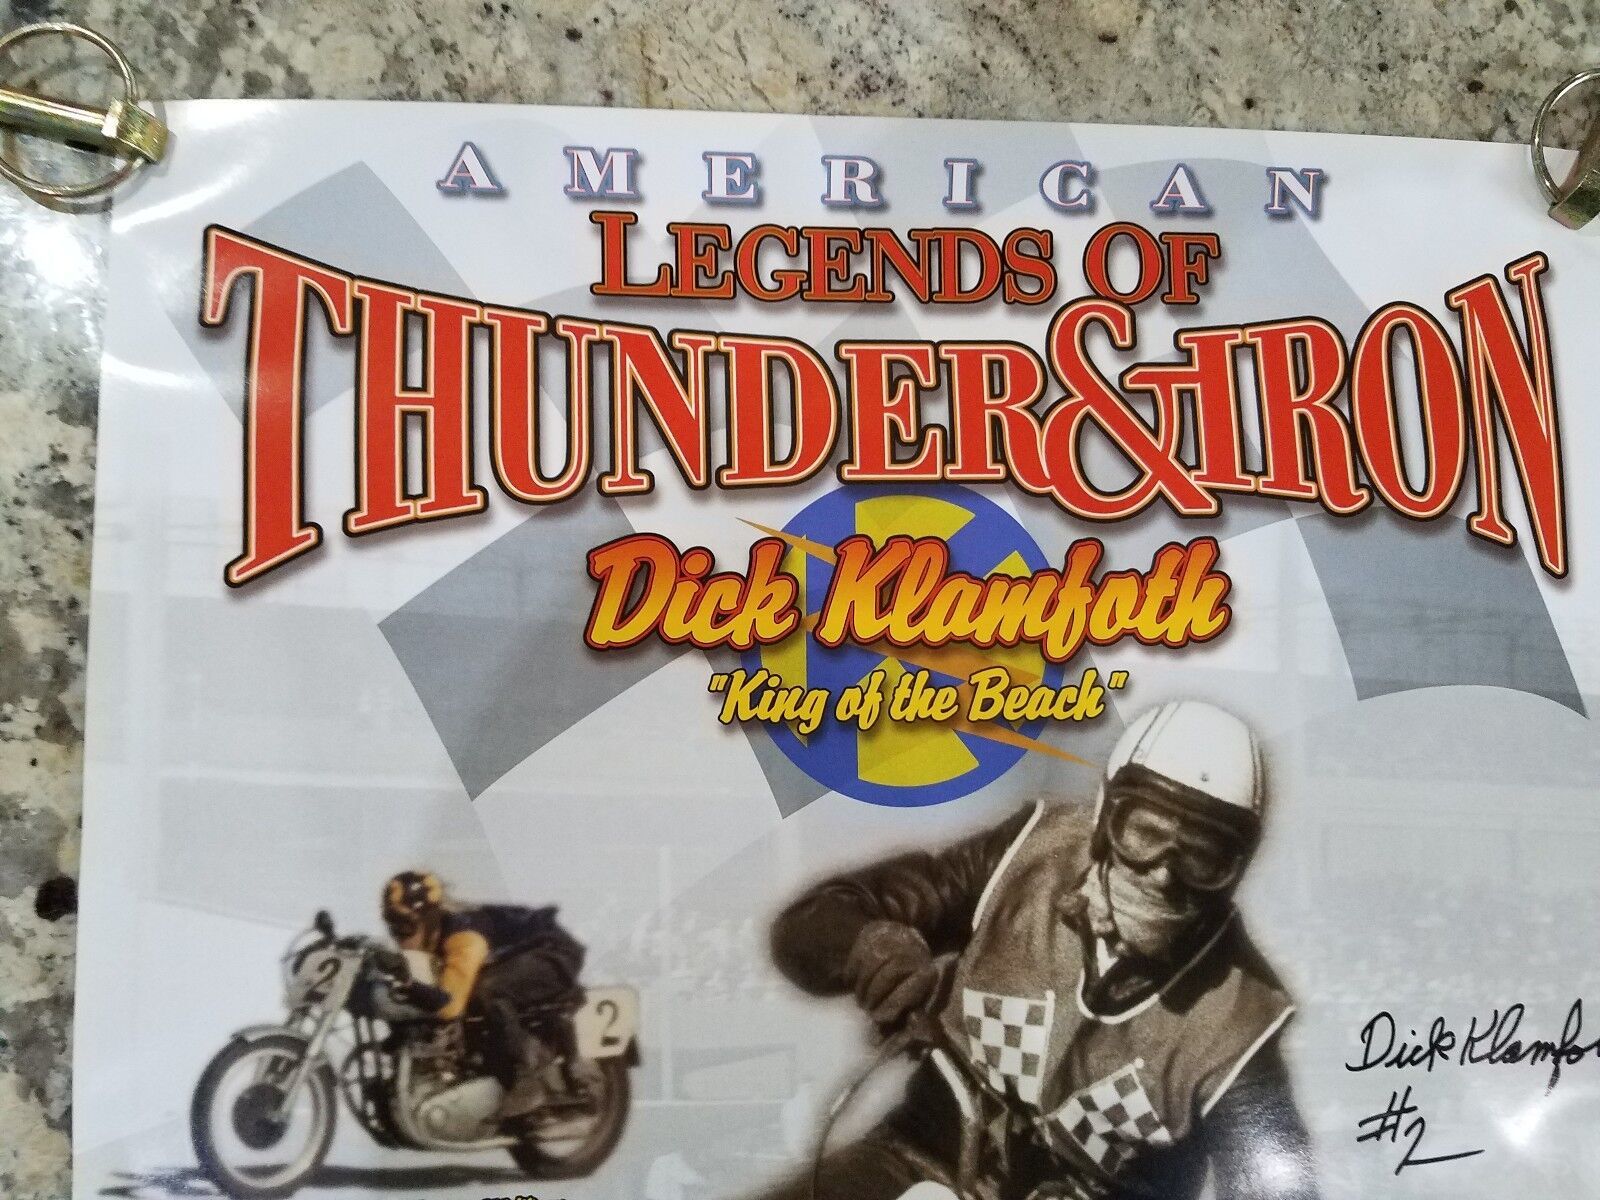 AMERICAN
LEGENDS OF
THUNDER & IRON
Dick Klamfoth
"King of the Beach"
2
2
Dick Klamfo
#2